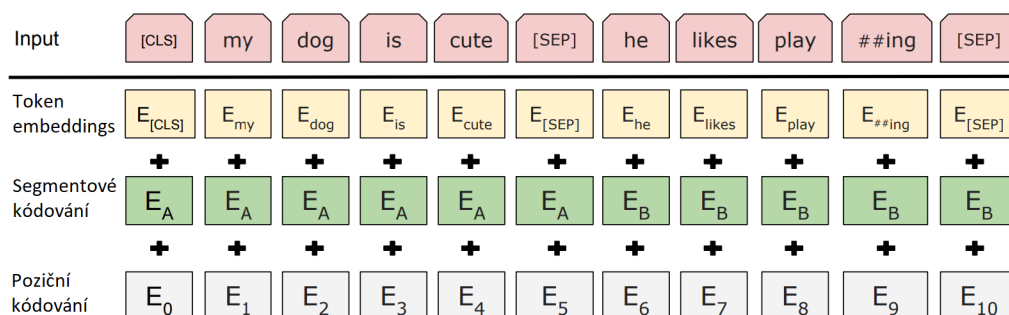 Input [CLS] my dog is cute [SEP] he likes play ##ing [SEP]
Token embeddings E[CLS] Emy Edog Eis Ecute E[SEP] Ehe Elikes Eplay E##ing E[SEP]
+ + + + + + + + + + +
Segmentové kódování EA EA EA EA EA EA EB EB EB EB EB
+ + + + + + + + + + +
Poziční kódování E0 E1 E2 E3 E4 E5 E6 E7 E8 E9 E10